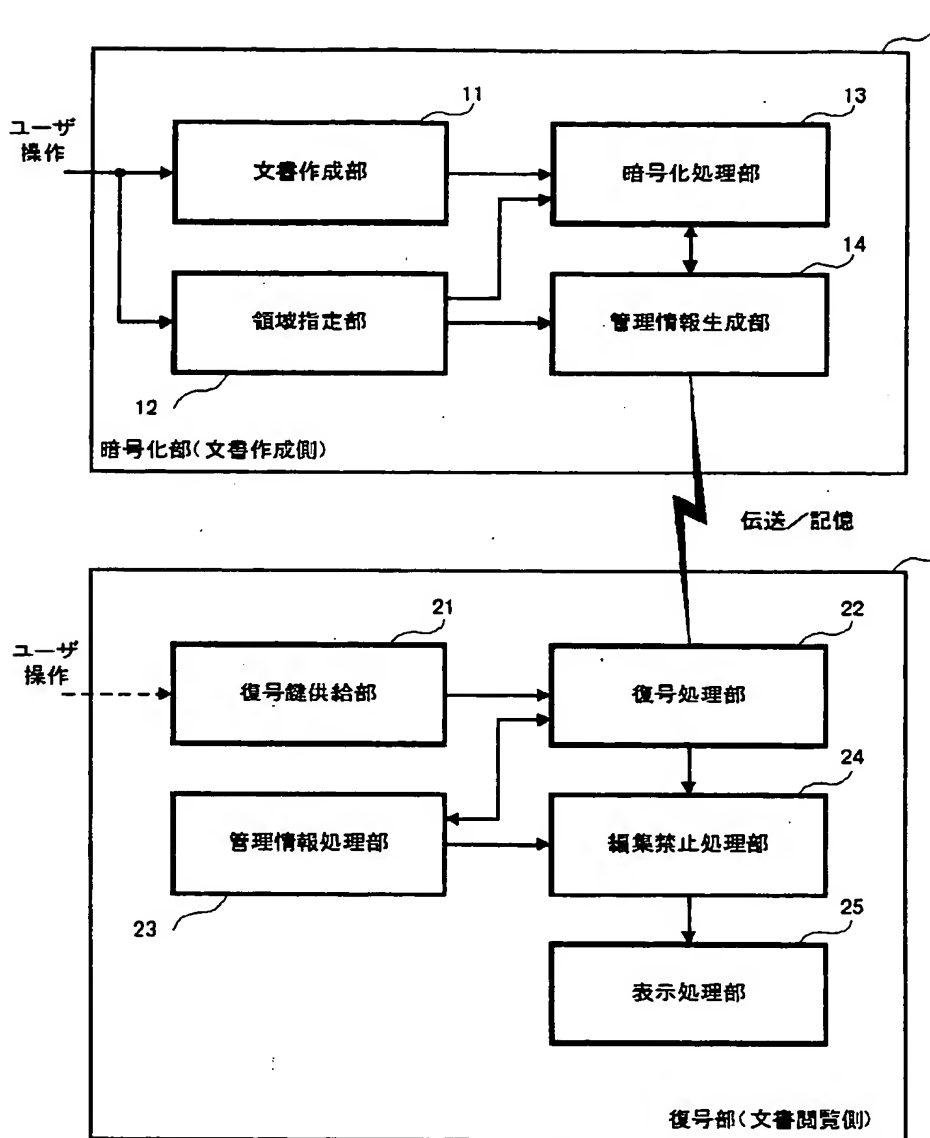 11
13
ユーザ
操作
文書作成部
暗号化処理部
14
領域指定部
管理情報生成部
12
暗号化部(文書作成側)
伝送/記憶
21
22
ユーザ
操作
復号鍵供給部
復号処理部
24
管理情報処理部
編集禁止処理部
23
25
表示処理部
復号部(文書閲覧側)